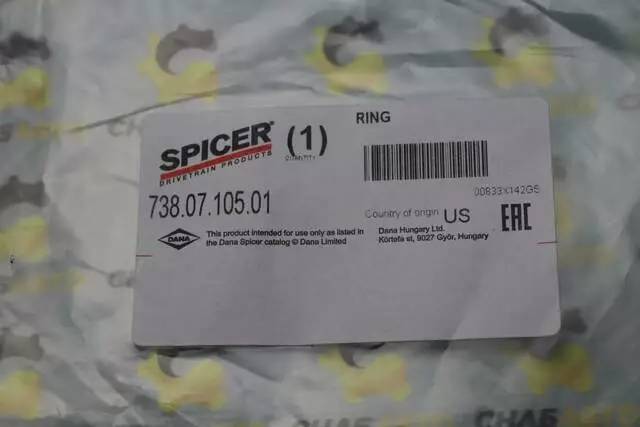 SPICER®
DRIVETRAIN PRODUCTS
(1)
QUANTITY
RING
738.07.105.01
00833X142GS
Country of origin US
EAC
DANA
This product intended for use only as listed in
the Dana Spicer catalog © Dana Limited
Dana Hungary Ltd.
Körtefa st, 9027 Győr, Hungary
СНАБАВТО